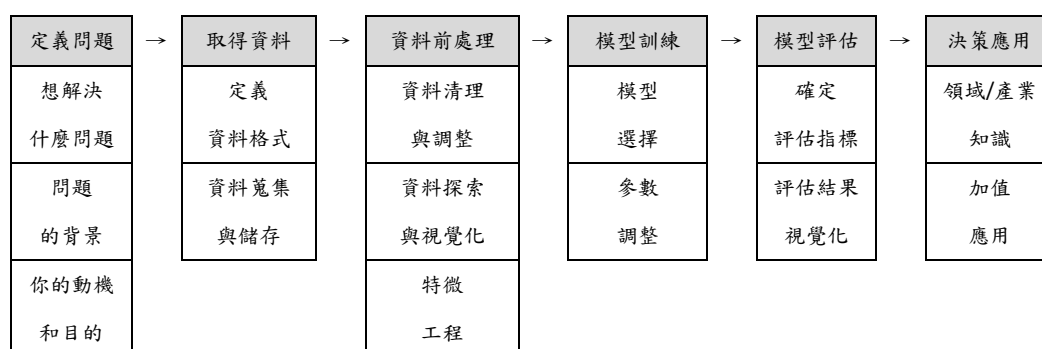 定義問題 → 取得資料 → 資料前處理 → 模型訓練 → 模型評估 → 決策應用
想解決
什麼問題
問題
的背景
你的動機
和目的
定義
資料格式
資料蒐集
與儲存
資料清理
與調整
資料探索
與視覺化
特微
工程
模型
選擇
參數
調整
確定
評估指標
評估結果
視覺化
領域/產業
知識
加值
應用